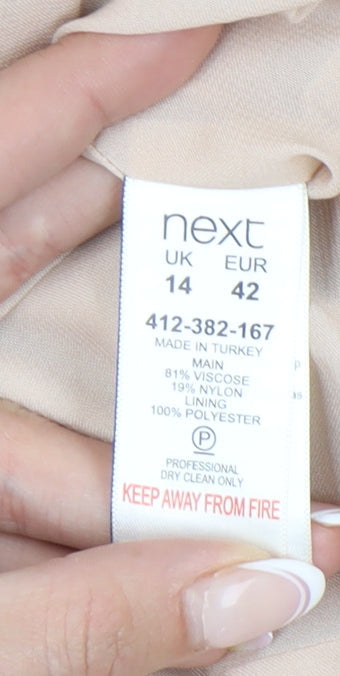 next
UK EUR
14 42
412-382-167
MADE IN TURKEY
MAIN
81% VISCOSE
19% NYLON
LINING
100% POLYESTER
P
PROFESSIONAL
DRY CLEAN ONLY
KEEP AWAY FROM FIRE